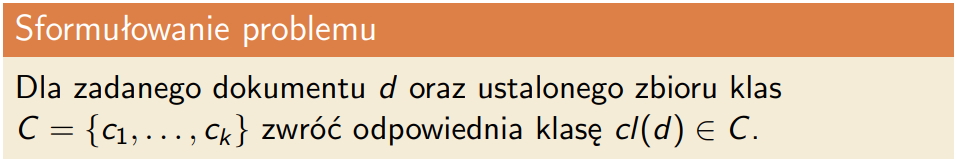 Sformułowanie problemu
Dla zadanego dokumentu d oraz ustalonego zbioru klas
C = {c₁, . . . , cₖ} zwróć odpowiednia klasę cl(d) ∈ C.